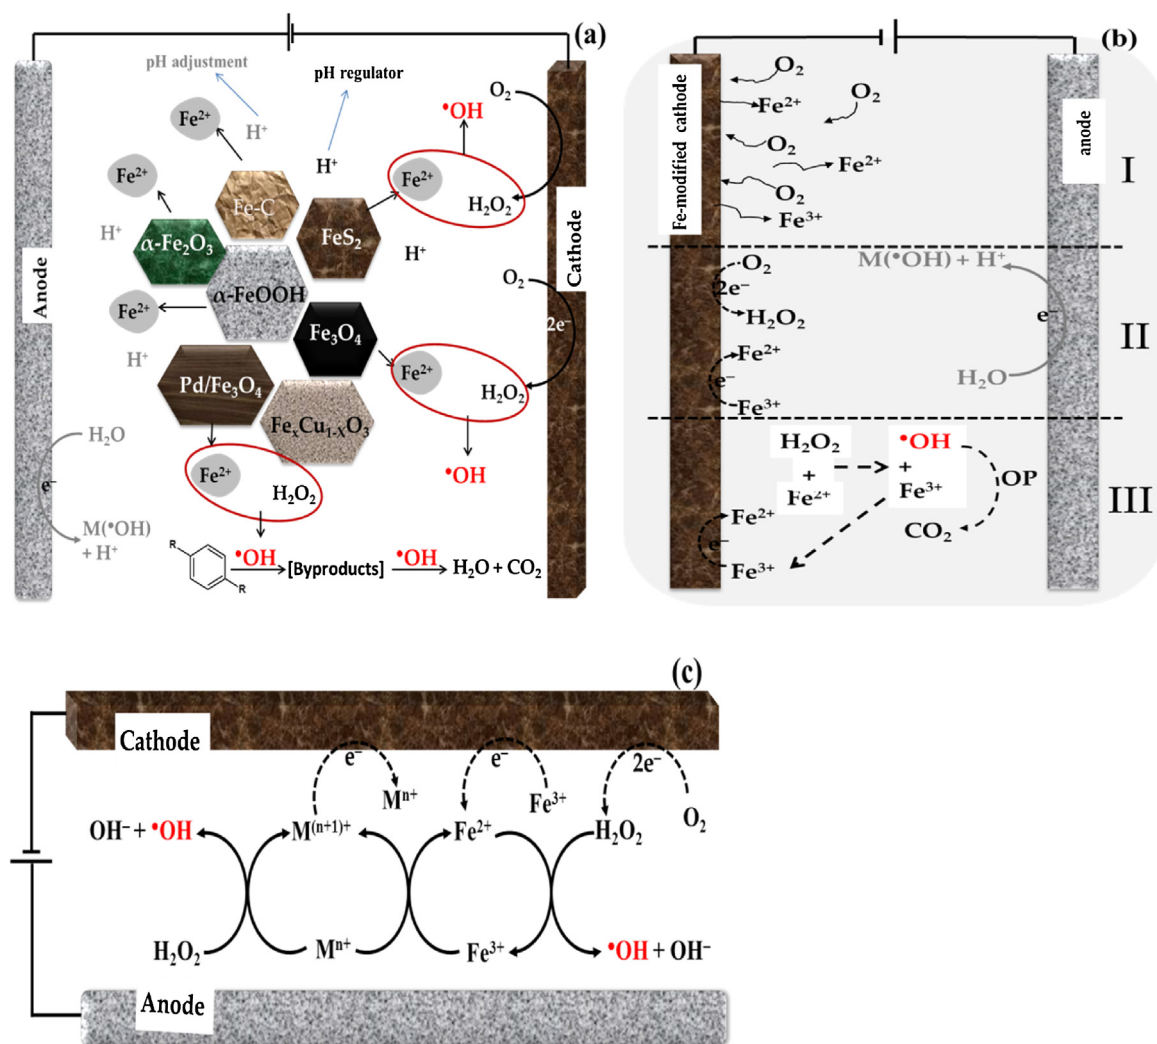 (a)
pH adjustment
pH regulator
Fe²⁺
H⁺
H⁺
•OH
O₂
Fe²⁺
H₂O₂
Fe²⁺
H⁺
Fe-C
FeS₂
α-Fe₂O₃
H⁺
α-FeOOH
O₂
Fe²⁺
H⁺
Fe₃O₄
2e⁻
Anode
Cathode
Fe²⁺
H₂O₂
Pd/Fe₃O₄
FeₓCu₁₋XO₃
•OH
H₂O
e⁻
M(•OH)
+ H⁺
Fe²⁺
H₂O₂
R
R
•OH
[Byproducts]
•OH
H₂O + CO₂
(b)
Fe-modified cathode
anode
O₂
Fe²⁺
O₂
O₂
Fe²⁺
O₂
Fe³⁺
I
M(•OH) + H⁺
O₂
2e⁻
H₂O₂
e⁻
Fe²⁺
e⁻
Fe³⁺
H₂O
II
H₂O₂
+
Fe²⁺
•OH
+
Fe³⁺
OP
CO₂
Fe²⁺
e⁻
Fe³⁺
III
(c)
Cathode
e⁻
e⁻
2e⁻
Mⁿ⁺
Fe³⁺
O₂
OH⁻ + •OH
M⁽ⁿ⁺¹⁾⁺
Fe²⁺
H₂O₂
H₂O₂
Mⁿ⁺
Fe³⁺
•OH + OH⁻
Anode